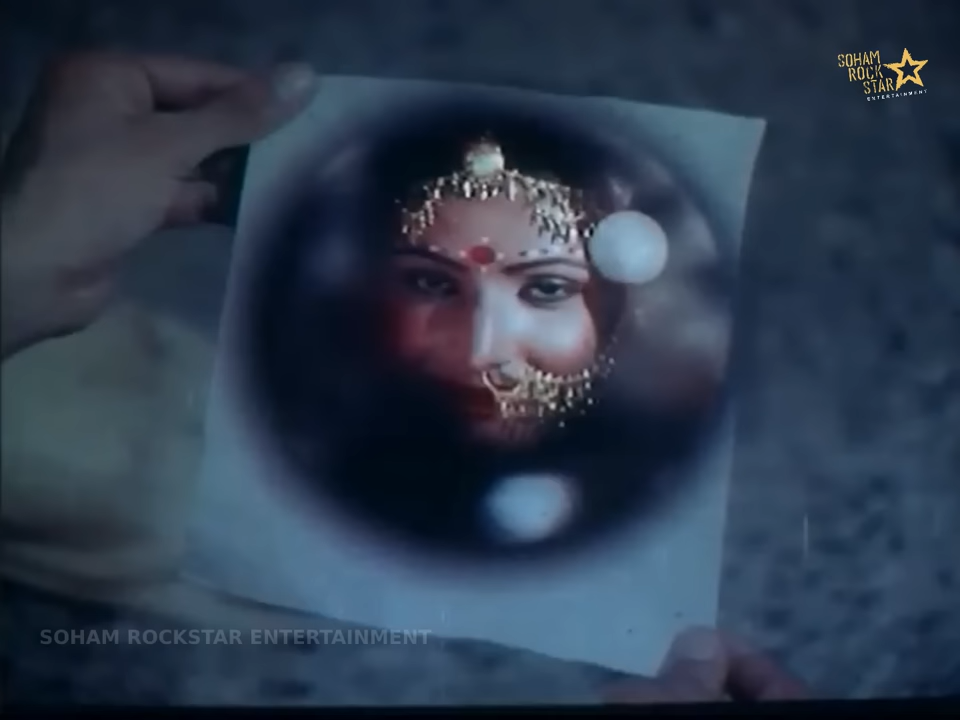 SOHAM
ROCK
STAR
ENTERTAINMENT
SOHAM ROCKSTAR ENTERTAINMENT